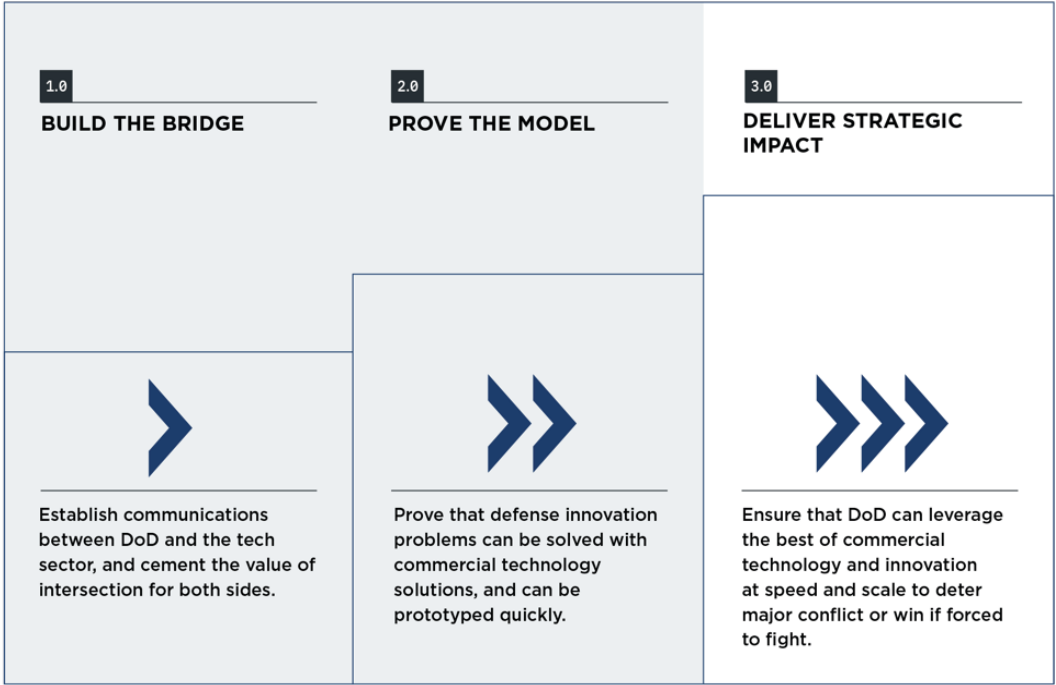 1.0
BUILD THE BRIDGE
Establish communications
between DoD and the tech
sector, and cement the value of
intersection for both sides.
2.0
PROVE THE MODEL
Prove that defense innovation
problems can be solved with
commercial technology
solutions, and can be
prototyped quickly.
3.0
DELIVER STRATEGIC
IMPACT
Ensure that DoD can leverage
the best of commercial
technology and innovation
at speed and scale to deter
major conflict or win if forced
to fight.